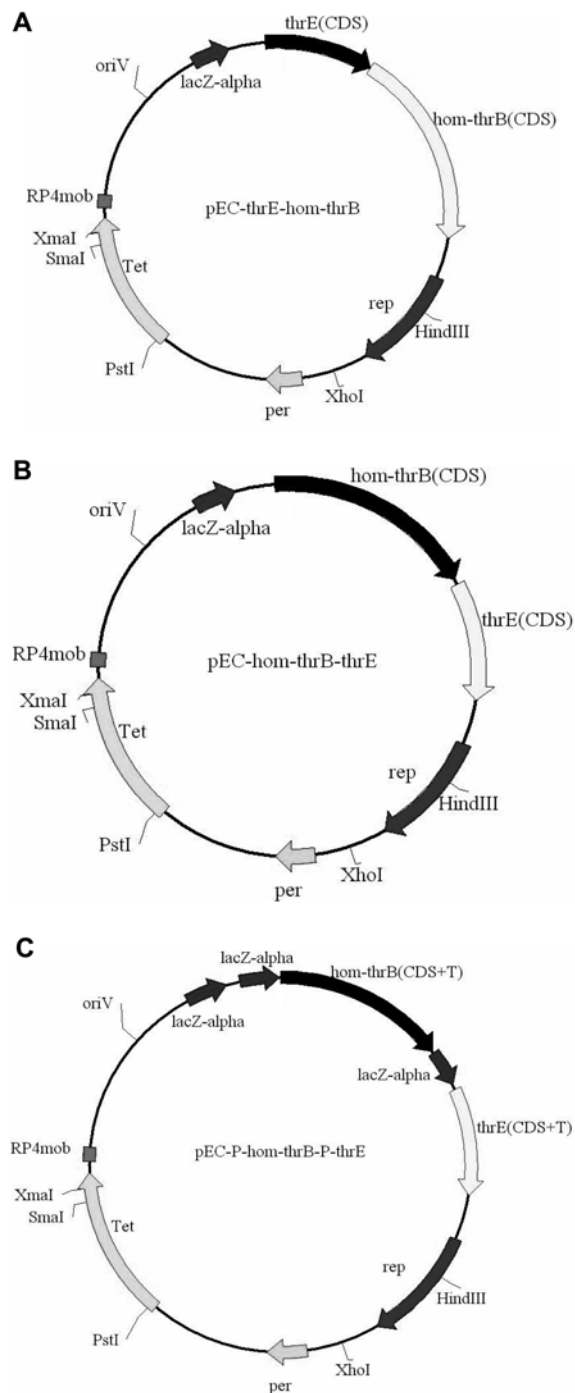 A
thrE(CDS)
oriV
lacZ-alpha
hom-thrB(CDS)
RP4mob
pEC-thrE-hom-thrB
XmaI
SmaI
Tet
rep
HindIII
PstI
XhoI
per
B
hom-thrB(CDS)
oriV
lacZ-alpha
thrE(CDS)
RP4mob
pEC-hom-thrB-thrE
XmaI
SmaI
Tet
rep
HindIII
PstI
XhoI
per
C
lacZ-alpha
hom-thrB(CDS+T)
oriV
lacZ-alpha
lacZ-alpha
thrE(CDS+T)
RP4mob
pEC-P-hom-thrB-P-thrE
XmaI
SmaI
Tet
rep
HindIII
PstI
XhoI
per